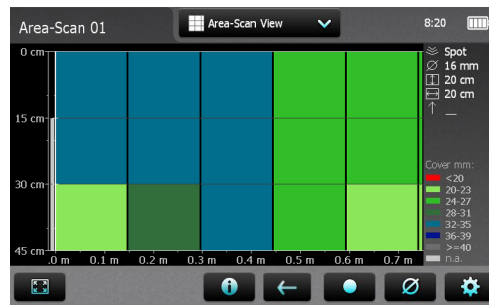 Area-Scan 01
Area-Scan View
8:20
Spot
16 mm
20 cm
20 cm
__
Cover mm:
<20
20-23
24-27
28-31
32-35
36-39
>=40
n.a.
0 cm
15 cm
30 cm
45 cm
.0 m 0.1 m 0.2 m 0.3 m 0.4 m 0.5 m 0.6 m 0.7 m